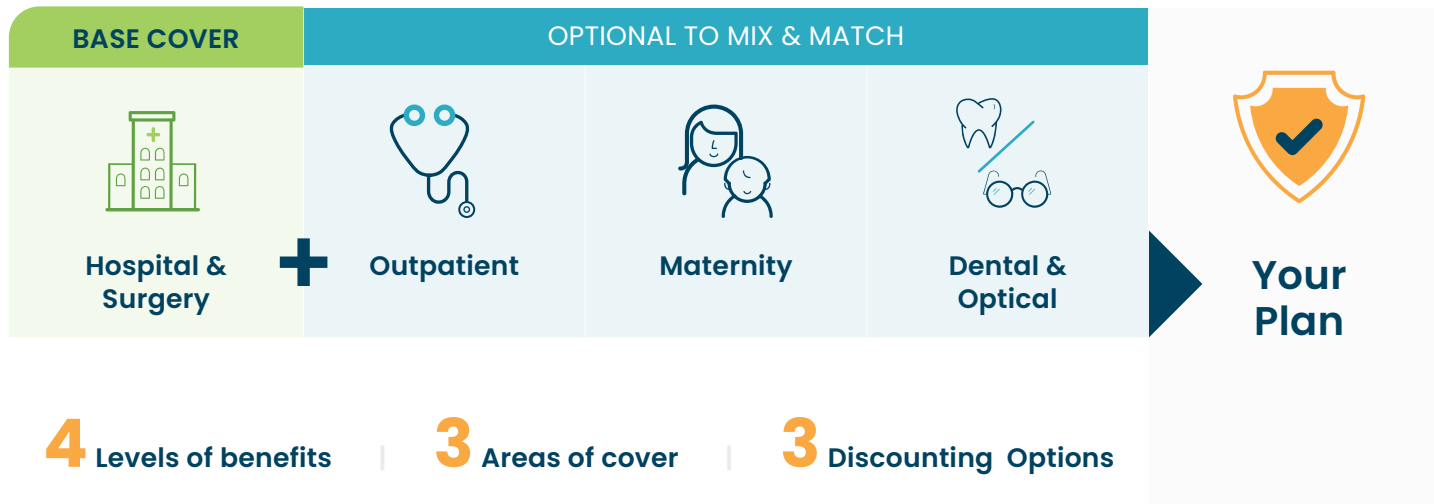 BASE COVER
OPTIONAL TO MIX & MATCH
Hospital &
Surgery
Outpatient
Maternity
Dental &
Optical
Your
Plan
4 Levels of benefits
3 Areas of cover
3 Discounting Options